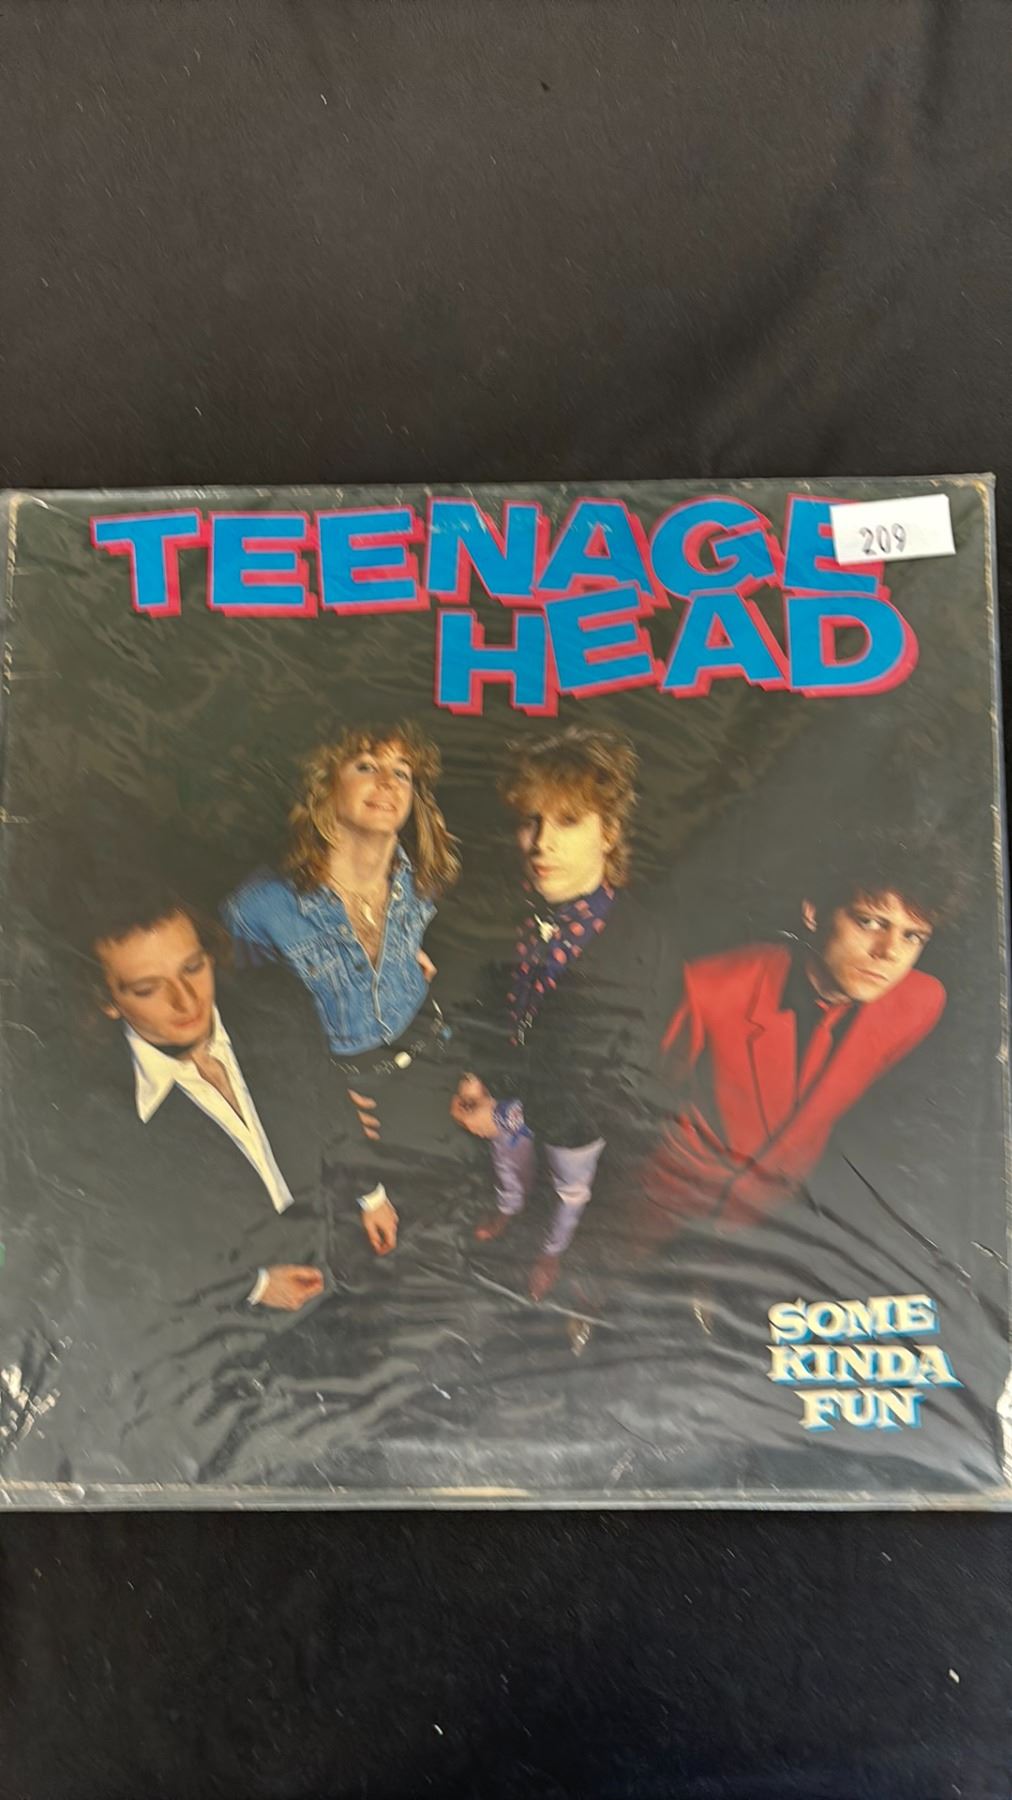 TEENAGE
209
HEAD
SOME
KINDA
FUN